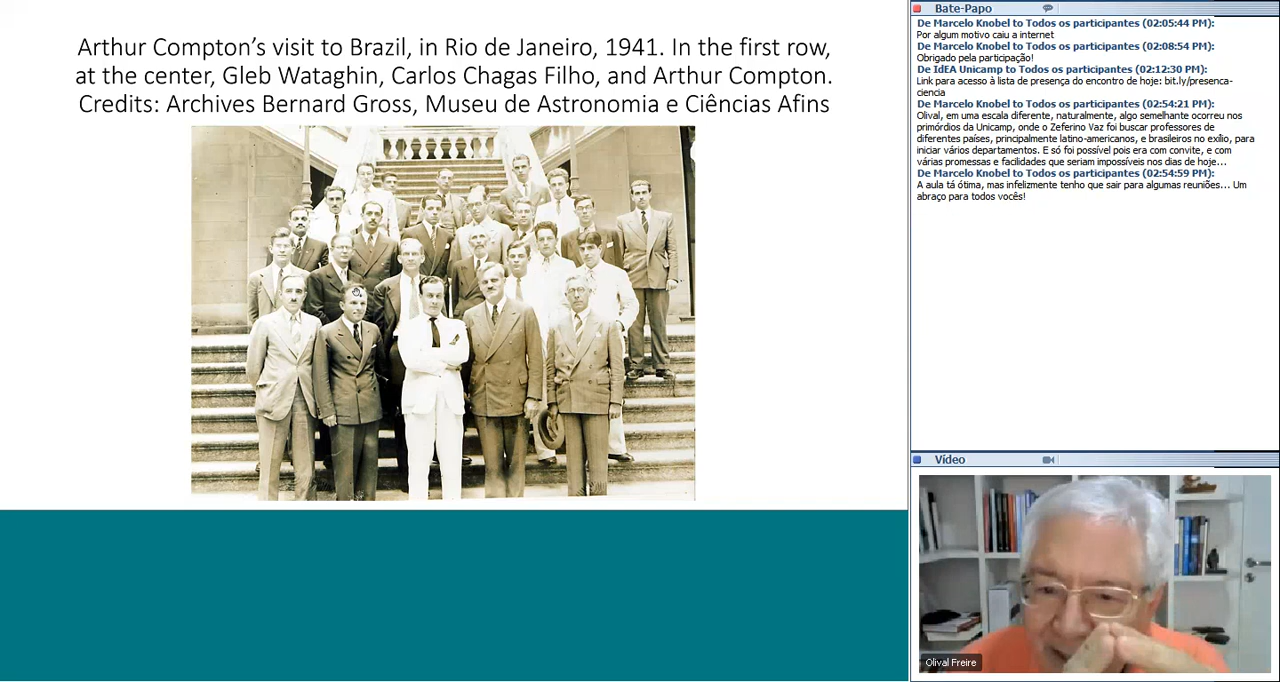 Arthur Compton’s visit to Brazil, in Rio de Janeiro, 1941. In the first row,
at the center, Gleb Wataghin, Carlos Chagas Filho, and Arthur Compton.
Credits: Archives Bernard Gross, Museu de Astronomia e Ciências Afins
Bate-Papo
De Marcelo Knobel to Todos os participantes (02:05:44 PM):
Por algum motivo caiu a internet
De Marcelo Knobel to Todos os participantes (02:08:54 PM):
Obrigado pela participação!
De IdEA Unicamp to Todos os participantes (02:12:30 PM):
Link para acesso à lista de presença do encontro de hoje: bit.ly/presenca-
ciencia
De Marcelo Knobel to Todos os participantes (02:54:21 PM):
Olival, em uma escala diferente, naturalmente, algo semelhante ocorreu nos
primórdios da Unicamp, onde o Zeferino Vaz foi buscar professores de
diferentes países, principalmente latino-americanos, e brasileiros no exílio, para
iniciar vários departamentos. E só foi possível pois era com convite, e com
várias promessas e facilidades que seriam impossíveis nos dias de hoje...
De Marcelo Knobel to Todos os participantes (02:54:59 PM):
A aula tá ótima, mas infelizmente tenho que sair para algumas reuniões... Um
abraço para todos vocês!
Vídeo
Olival Freire